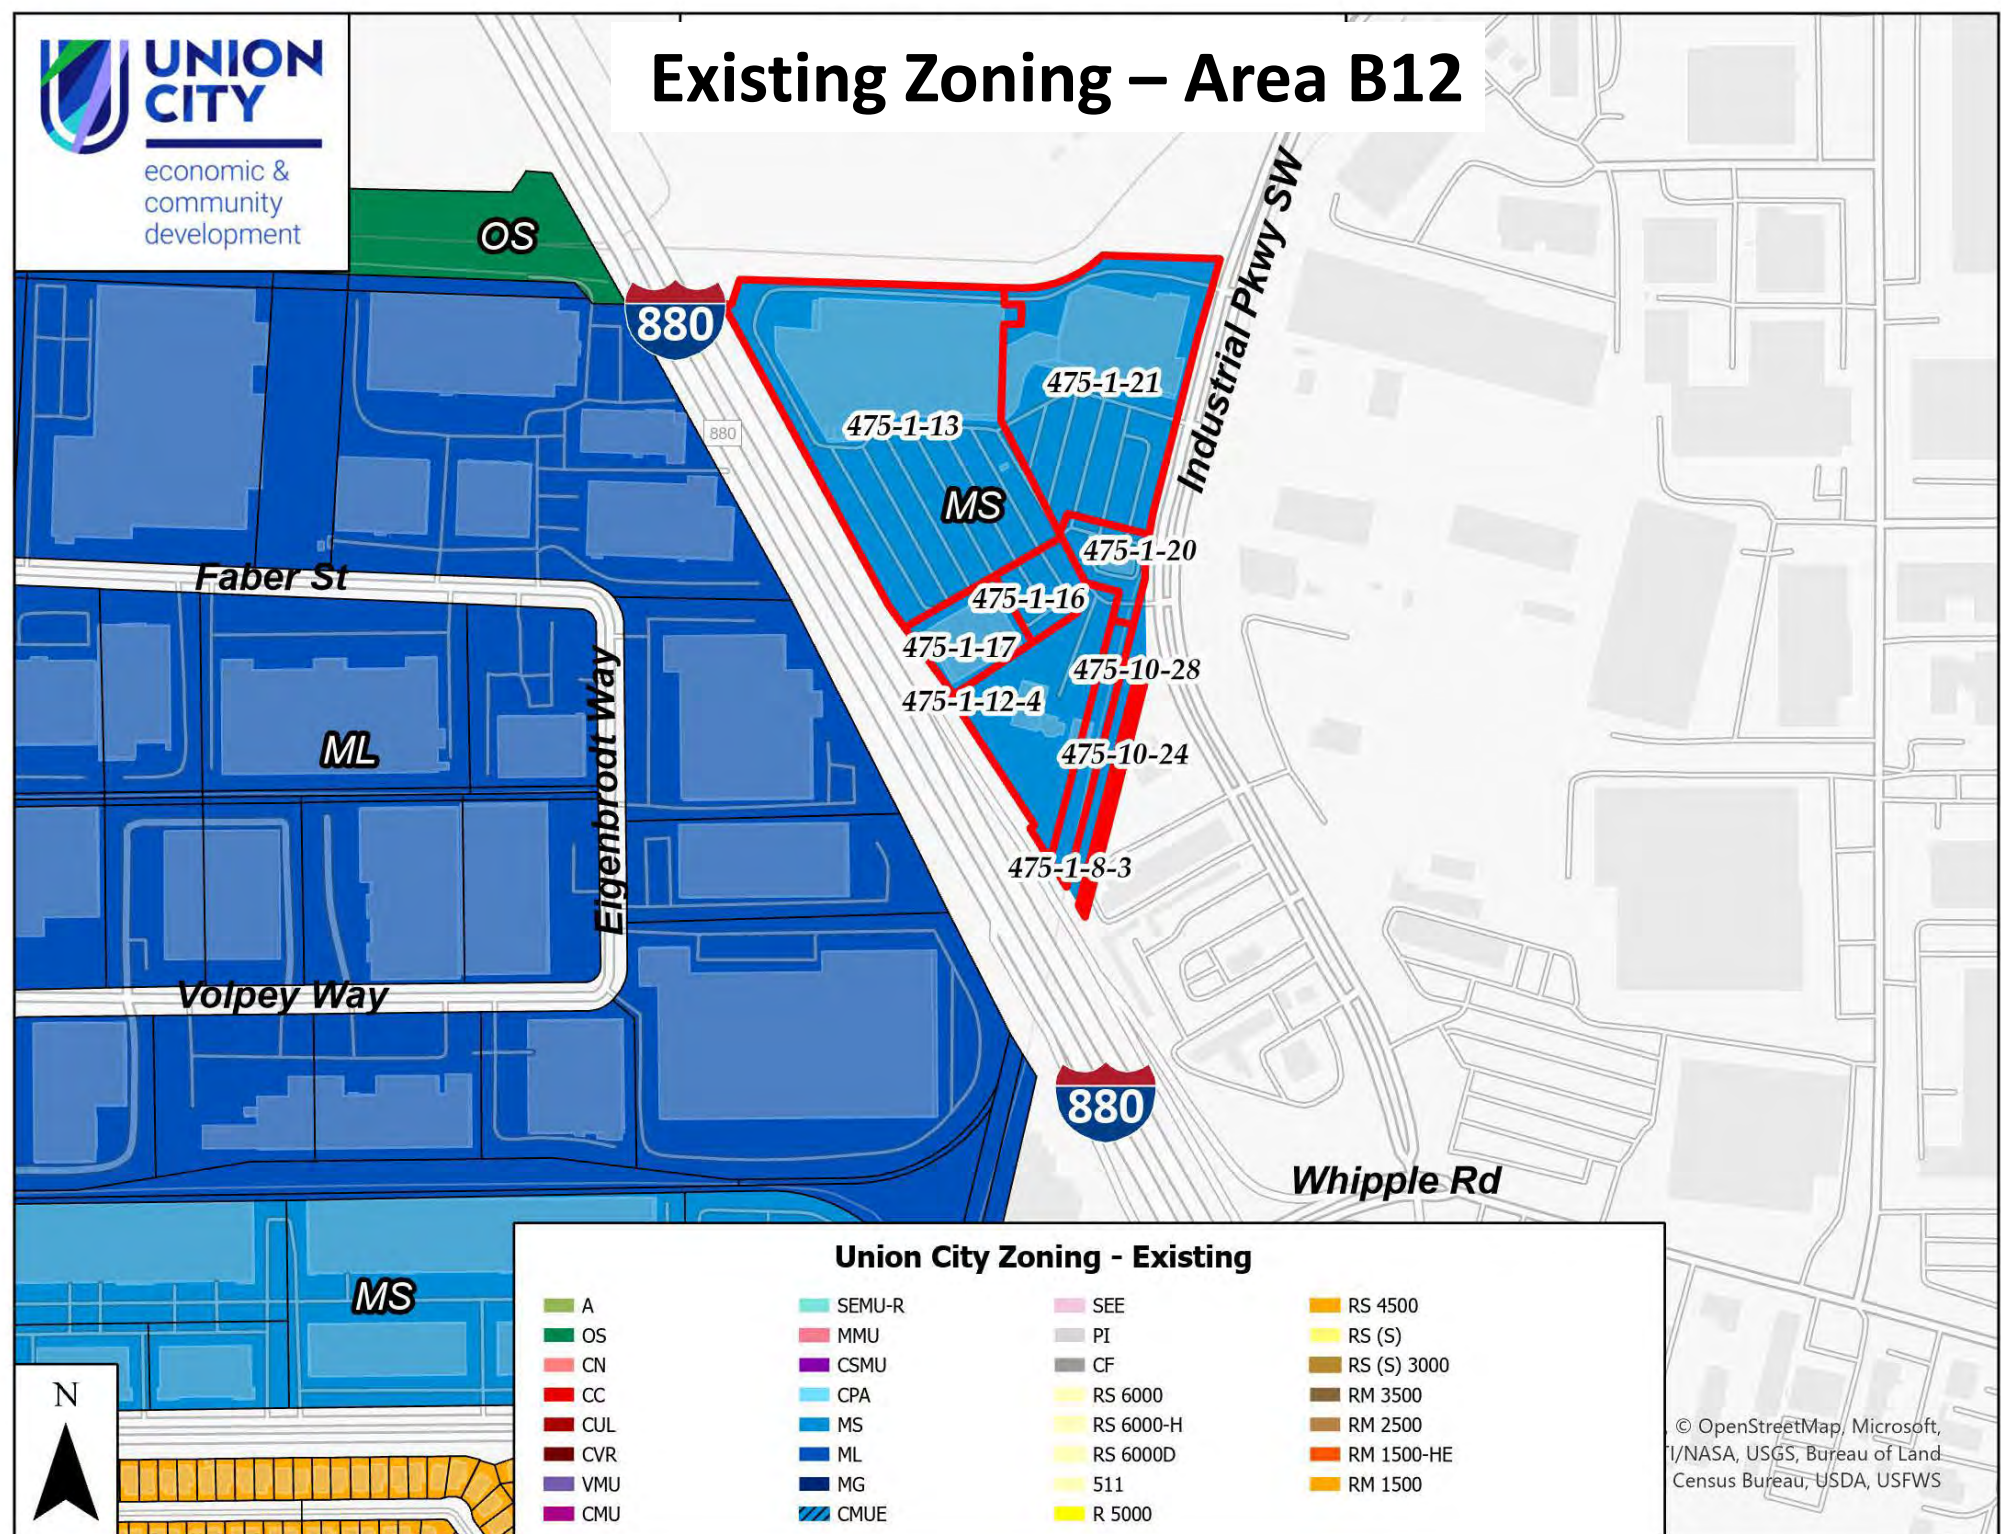 UNION
CITY
economic &
community
development
Existing Zoning – Area B12
OS
880
Industrial Pkwy SW
475-1-21
880
475-1-13
MS
475-1-20
Faber St
475-1-16
475-1-17
475-10-28
475-1-12-4
Eigenbrodt Way
ML
475-10-24
475-1-8-3
Volpey Way
880
Whipple Rd
MS
N
Union City Zoning - Existing
A
OS
CN
CC
CUL
CVR
VMU
CMU
SEMU-R
MMU
CSMU
CPA
MS
ML
MG
CMUE
SEE
PI
CF
RS 6000
RS 6000-H
RS 6000D
511
R 5000
RS 4500
RS (S)
RS (S) 3000
RM 3500
RM 2500
RM 1500-HE
RM 1500
, © OpenStreetMap, Microsoft,
I/NASA, USGS, Bureau of Land
Census Bureau, USDA, USFWS